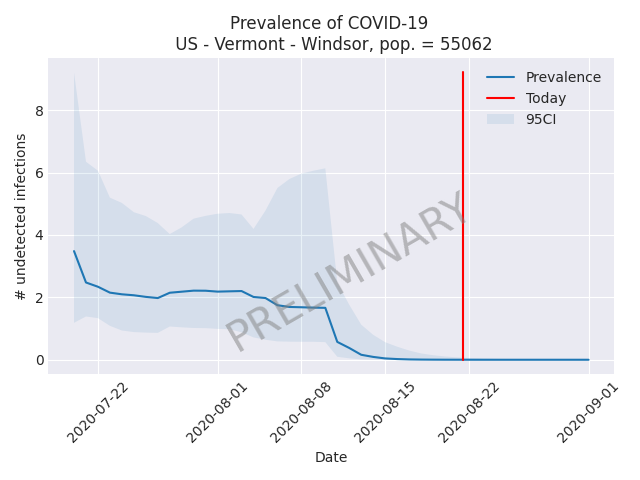 Prevalence of COVID-19
US - Vermont - Windsor, pop. = 55062
# undetected infections
8
6
4
2
0
Prevalence
Today
95CI
PRELIMINARY
2020-07-22
2020-08-01
2020-08-08
2020-08-15
2020-08-22
2020-09-01
Date